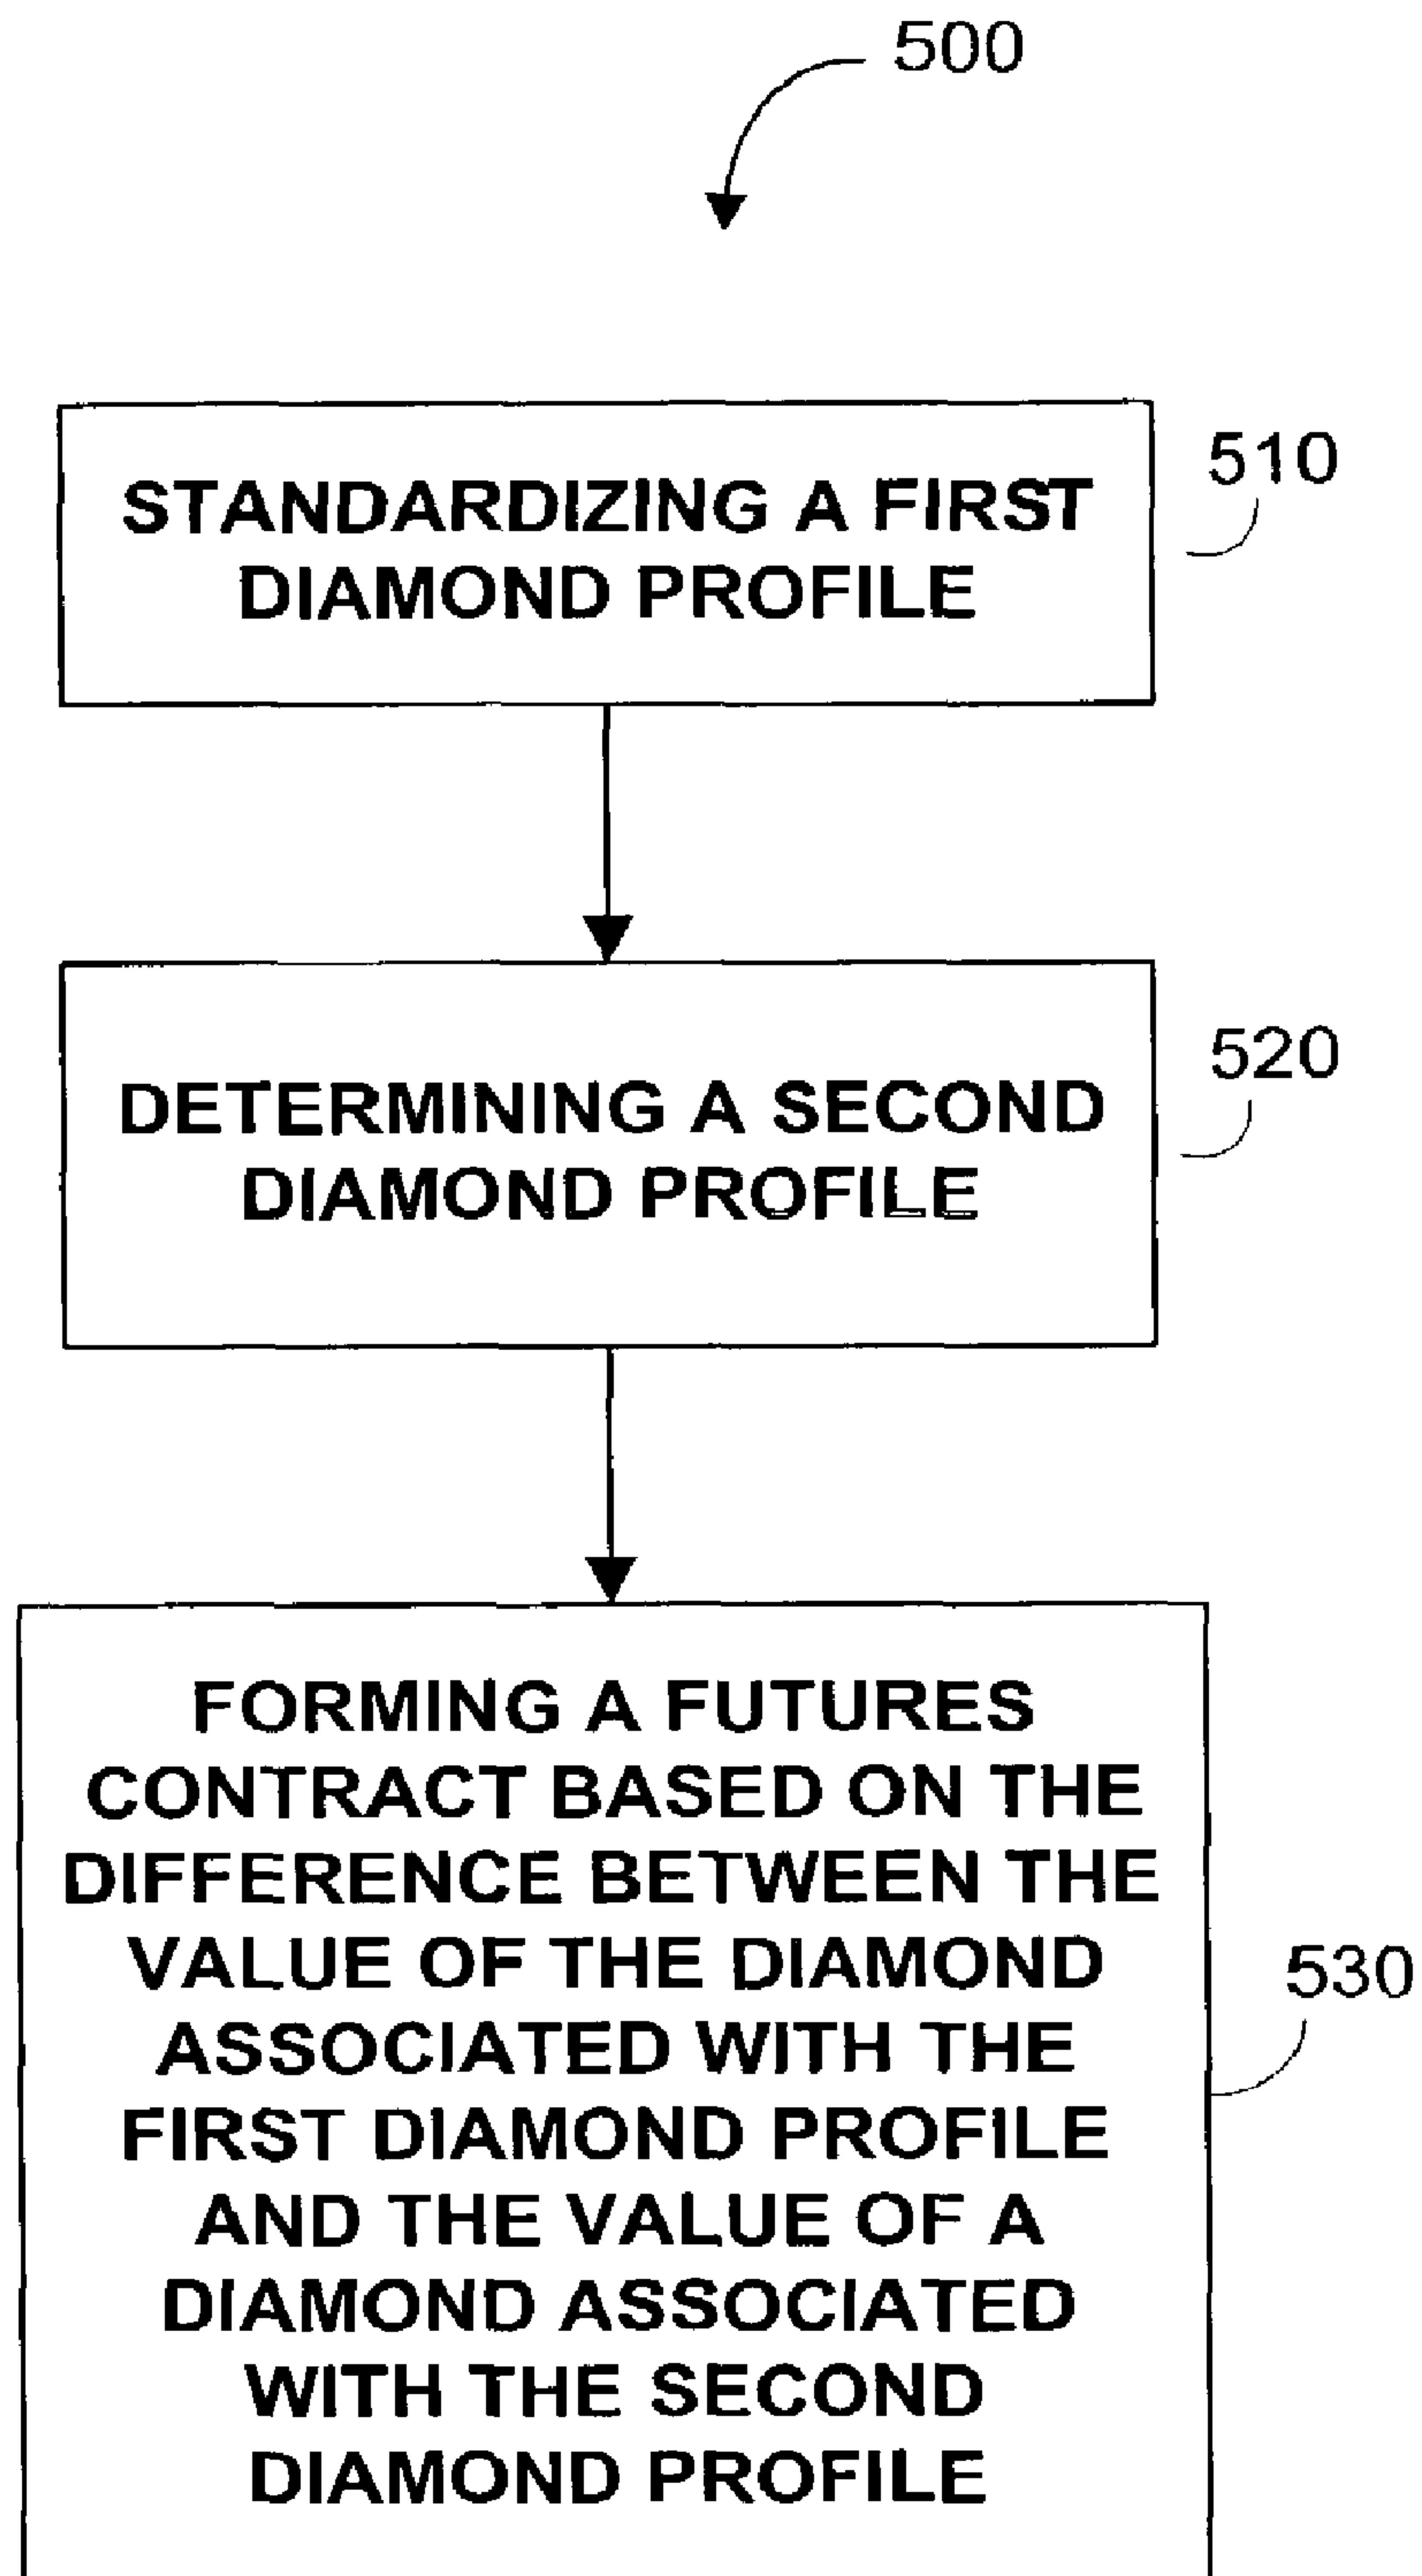 500
STANDARDIZING A FIRST
DIAMOND PROFILE
510
DETERMINING A SECOND
DIAMOND PROFILE
520
FORMING A FUTURES
CONTRACT BASED ON THE
DIFFERENCE BETWEEN THE
VALUE OF THE DIAMOND
ASSOCIATED WITH THE
FIRST DIAMOND PROFILE
AND THE VALUE OF A
DIAMOND ASSOCIATED
WITH THE SECOND
DIAMOND PROFILE
530